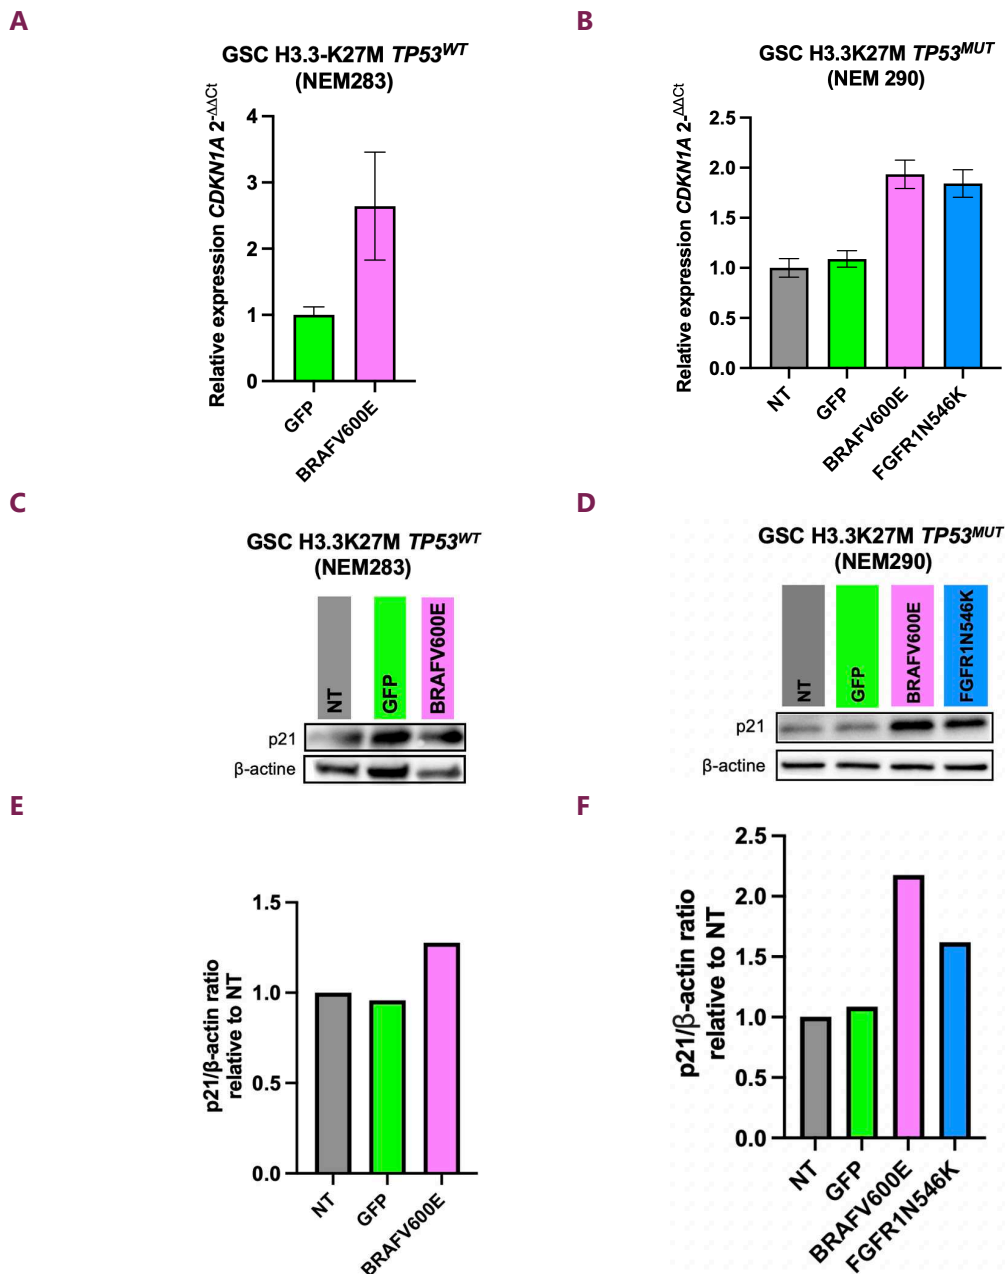 A
GSC H3.3-K27M TP53WT
(NEM283)
Relative expression CDKN1A 2-ΔΔCt
4
3
2
1
0
GFP
BRAFV600E
B
GSC H3.3K27M TP53MUT
(NEM 290)
Relative expression CDKN1A 2-ΔΔCt
2.5
2.0
1.5
1.0
0.5
0.0
NT
GFP
BRAFV600E
FGFR1N546K
C
GSC H3.3K27M TP53WT
(NEM283)
NT
GFP
BRAFV600E
p21
β-actine
D
GSC H3.3K27M TP53MUT
(NEM290)
NT
GFP
BRAFV600E
FGFR1N546K
p21
β-actine
E
p21/β-actin ratio
relative to NT
1.5
1.0
0.5
0.0
NT
GFP
BRAFV600E
F
p21/β-actin ratio
relative to NT
2.5
2.0
1.5
1.0
0.5
0.0
NT
GFP
BRAFV600E
FGFR1N546K